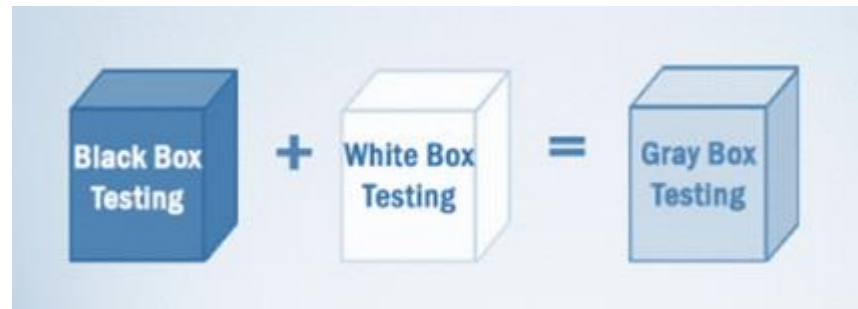 Black Box
Testing
+
White Box
Testing
=
Gray Box
Testing